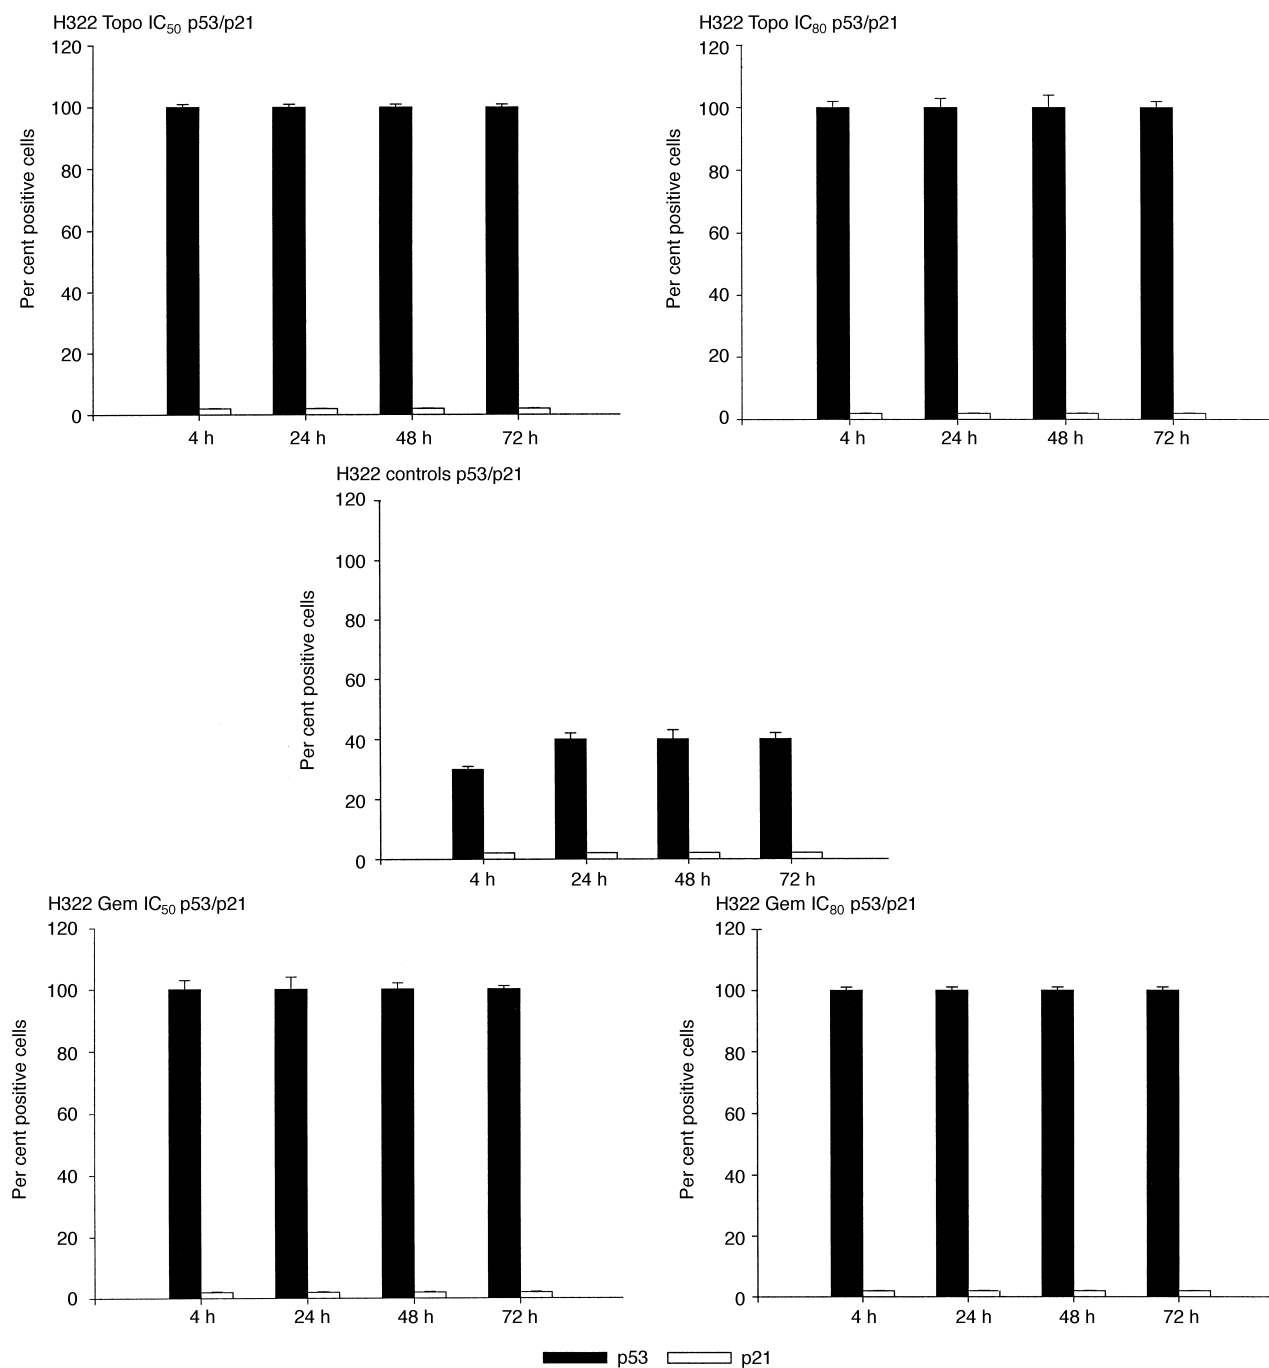 H322 Topo IC50 p53/p21
120
100
80
60
40
20
0
Per cent positive cells
4 h 24 h 48 h 72 h
H322 Topo IC80 p53/p21
120
100
80
60
40
20
0
Per cent positive cells
4 h 24 h 48 h 72 h
H322 controls p53/p21
120
100
80
60
40
20
0
Per cent positive cells
4 h 24 h 48 h 72 h
H322 Gem IC50 p53/p21
120
100
80
60
40
20
0
Per cent positive cells
4 h 24 h 48 h 72 h
H322 Gem IC80 p53/p21
120
100
80
60
40
20
0
Per cent positive cells
4 h 24 h 48 h 72 h
p53 p21